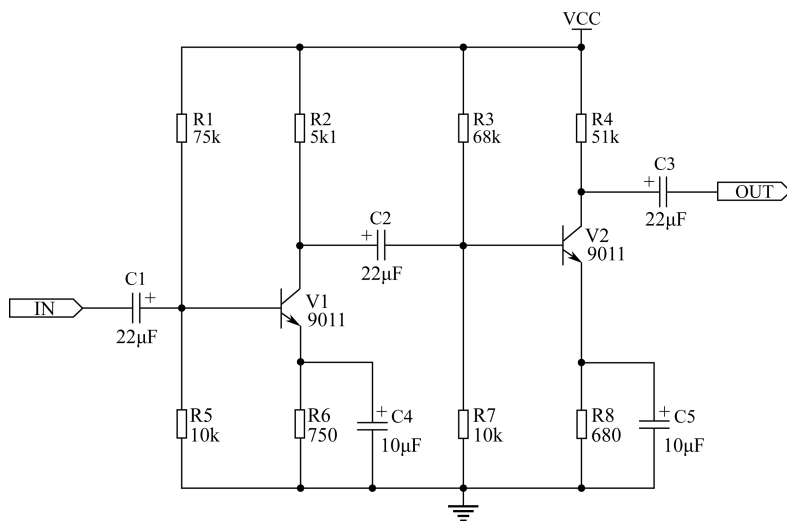 VCC
R1
75k
R2
5k1
R3
68k
R4
51k
C3
+
22μF
OUT
C2
+
22μF
V2
9011
C1
+
22μF
IN
V1
9011
R5
10k
R6
750
+
C4
10μF
R7
10k
R8
680
+
C5
10μF